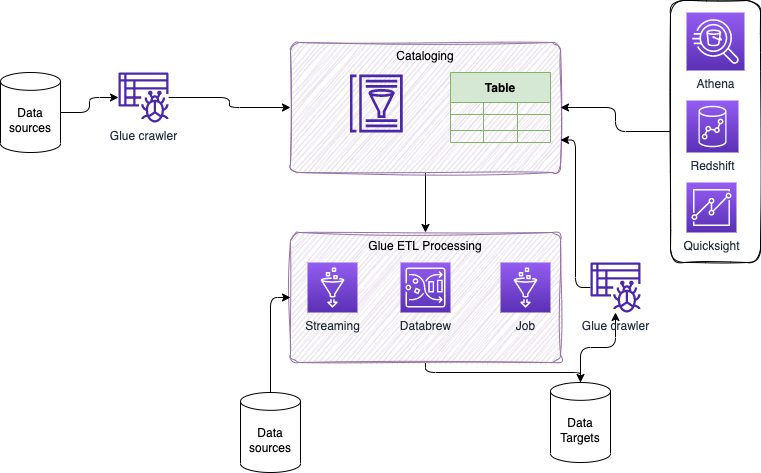 Cataloging
Table
Data
sources
Glue crawler
Athena
Redshift
Quicksight
Glue ETL Processing
Streaming
Databrew
Job
Glue crawler
Data
sources
Data
Targets